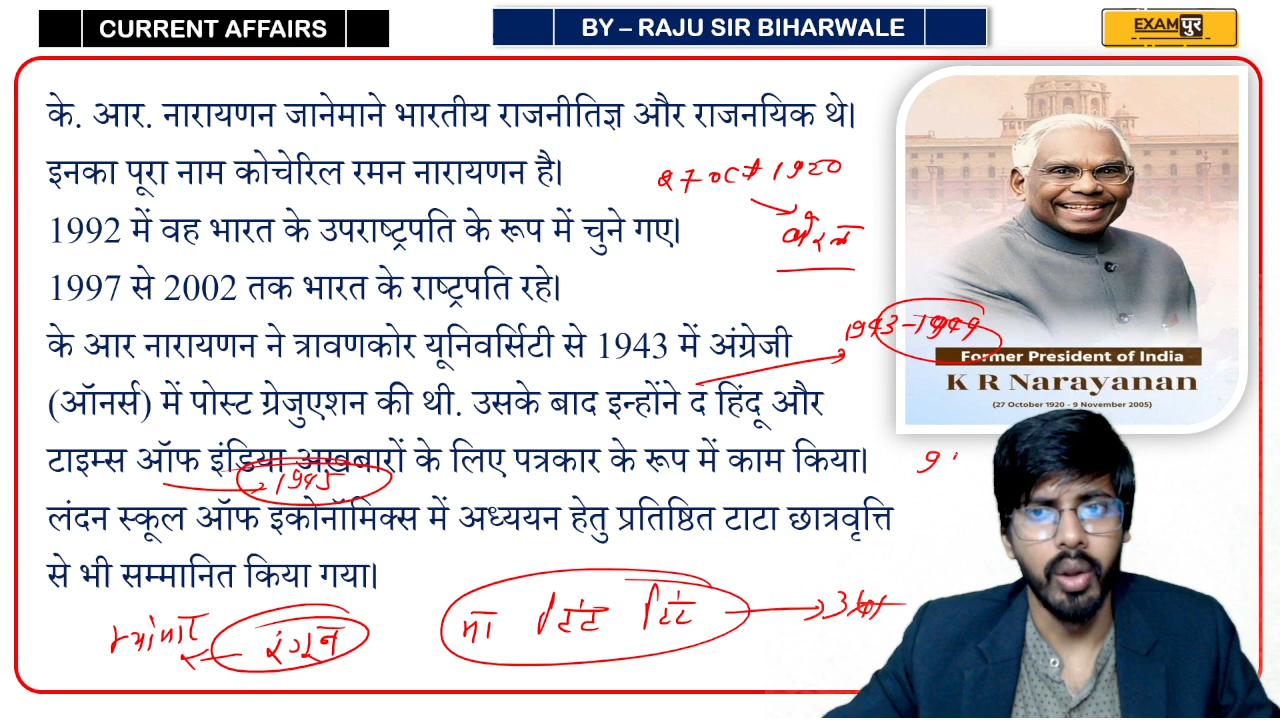 CURRENT AFFAIRS
BY – RAJU SIR BIHARWALE
EXAMपुर
के. आर. नारायणन जानेमाने भारतीय राजनीतिज्ञ और राजनयिक थे।
इनका पूरा नाम कोचेरिल रमन नारायणन है।
27 oct 1920
1992 में वह भारत के उपराष्ट्रपति के रूप में चुने गए।
केरल
1997 से 2002 तक भारत के राष्ट्रपति रहे।
के आर नारायणन ने त्रावणकोर यूनिवर्सिटी से 1943 में अंग्रेजी
(ऑनर्स) में पोस्ट ग्रेजुएशन की थी. उसके बाद इन्होंने द हिंदू और
टाइम्स ऑफ इंडिया अखबारों के लिए पत्रकार के रूप में काम किया।
1945
लंदन स्कूल ऑफ इकोनॉमिक्स में अध्ययन हेतु प्रतिष्ठित टाटा छात्रवृत्ति
से भी सम्मानित किया गया।
रंगून
मा टिंट टिंट
Former President of India
K R Narayanan
(27 October 1920 - 9 November 2005)